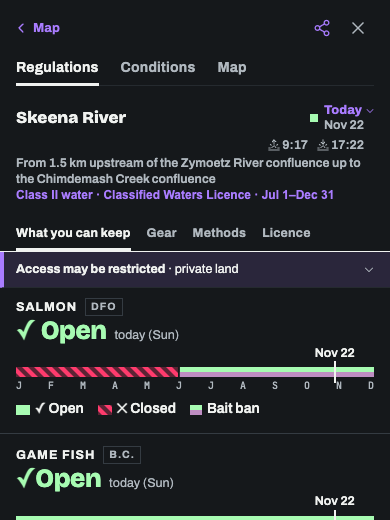 Map
Regulations Conditions Map
Skeena River
Today
Nov 22
9:17 17:22
From 1.5 km upstream of the Zymoetz River confluence up to
the Chimdemash Creek confluence
Class II water · Classified Waters Licence · Jul 1–Dec 31
What you can keep Gear Methods Licence
Access may be restricted · private land
SALMON DFO
✓ Open today (Sun)
Nov 22
J F M A M J J A S O N D
✓ Open ✕ Closed Bait ban
GAME FISH B.C.
✓ Open today (Sun)
Nov 22